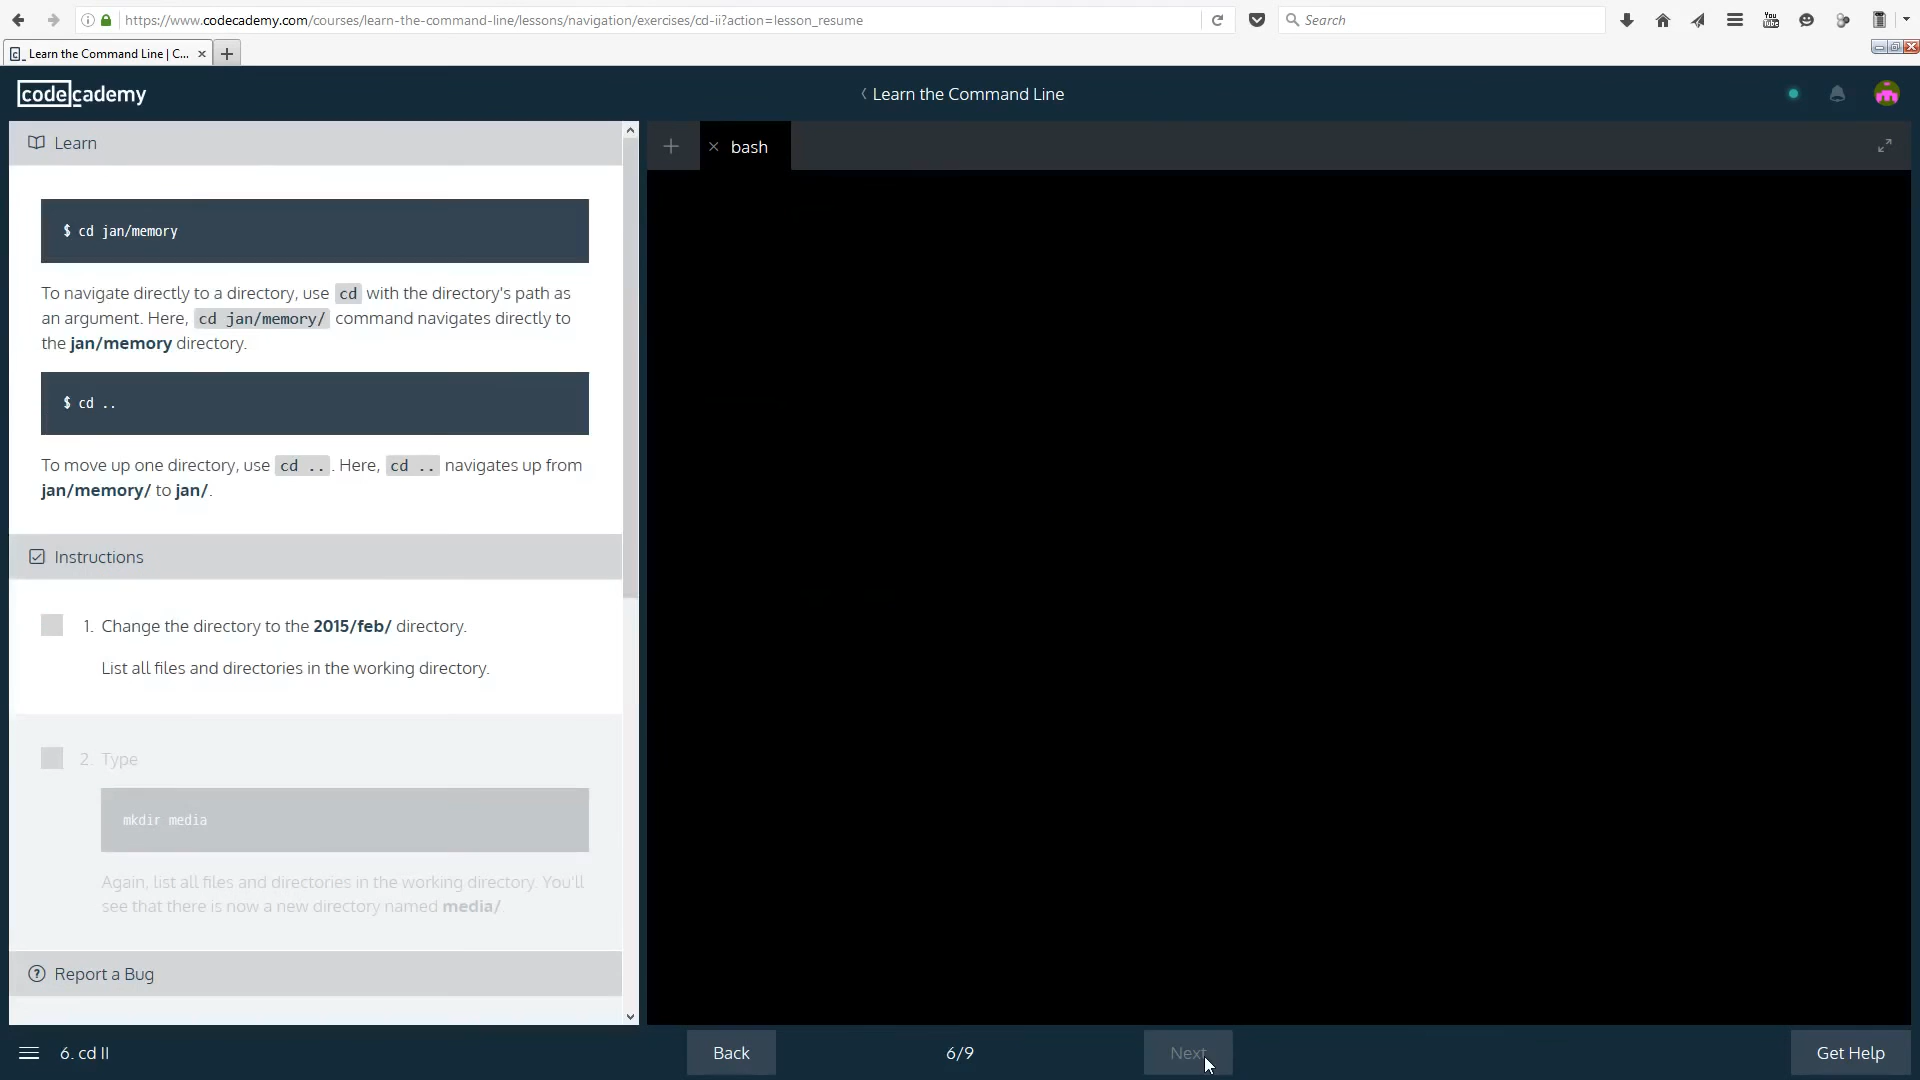 https://www.codecademy.com/courses/learn-the-command-line/lessons/navigation/exercises/cd-ii?action=lesson_resume
Search
You Tube
Learn the Command Line | C...
codecademy
Learn the Command Line
Learn
bash
$ cd jan/memory
To navigate directly to a directory, use cd with the directory's path as
an argument. Here, cd jan/memory/ command navigates directly to
the jan/memory directory.
$ cd ..
To move up one directory, use cd .. . Here, cd .. navigates up from
jan/memory/ to jan/.
Instructions
1. Change the directory to the 2015/feb/ directory.
List all files and directories in the working directory.
2. Type
mkdir media
Again, list all files and directories in the working directory. You'll
see that there is now a new directory named media/
Report a Bug
6. cd II
Back
6/9
Next
Get Help